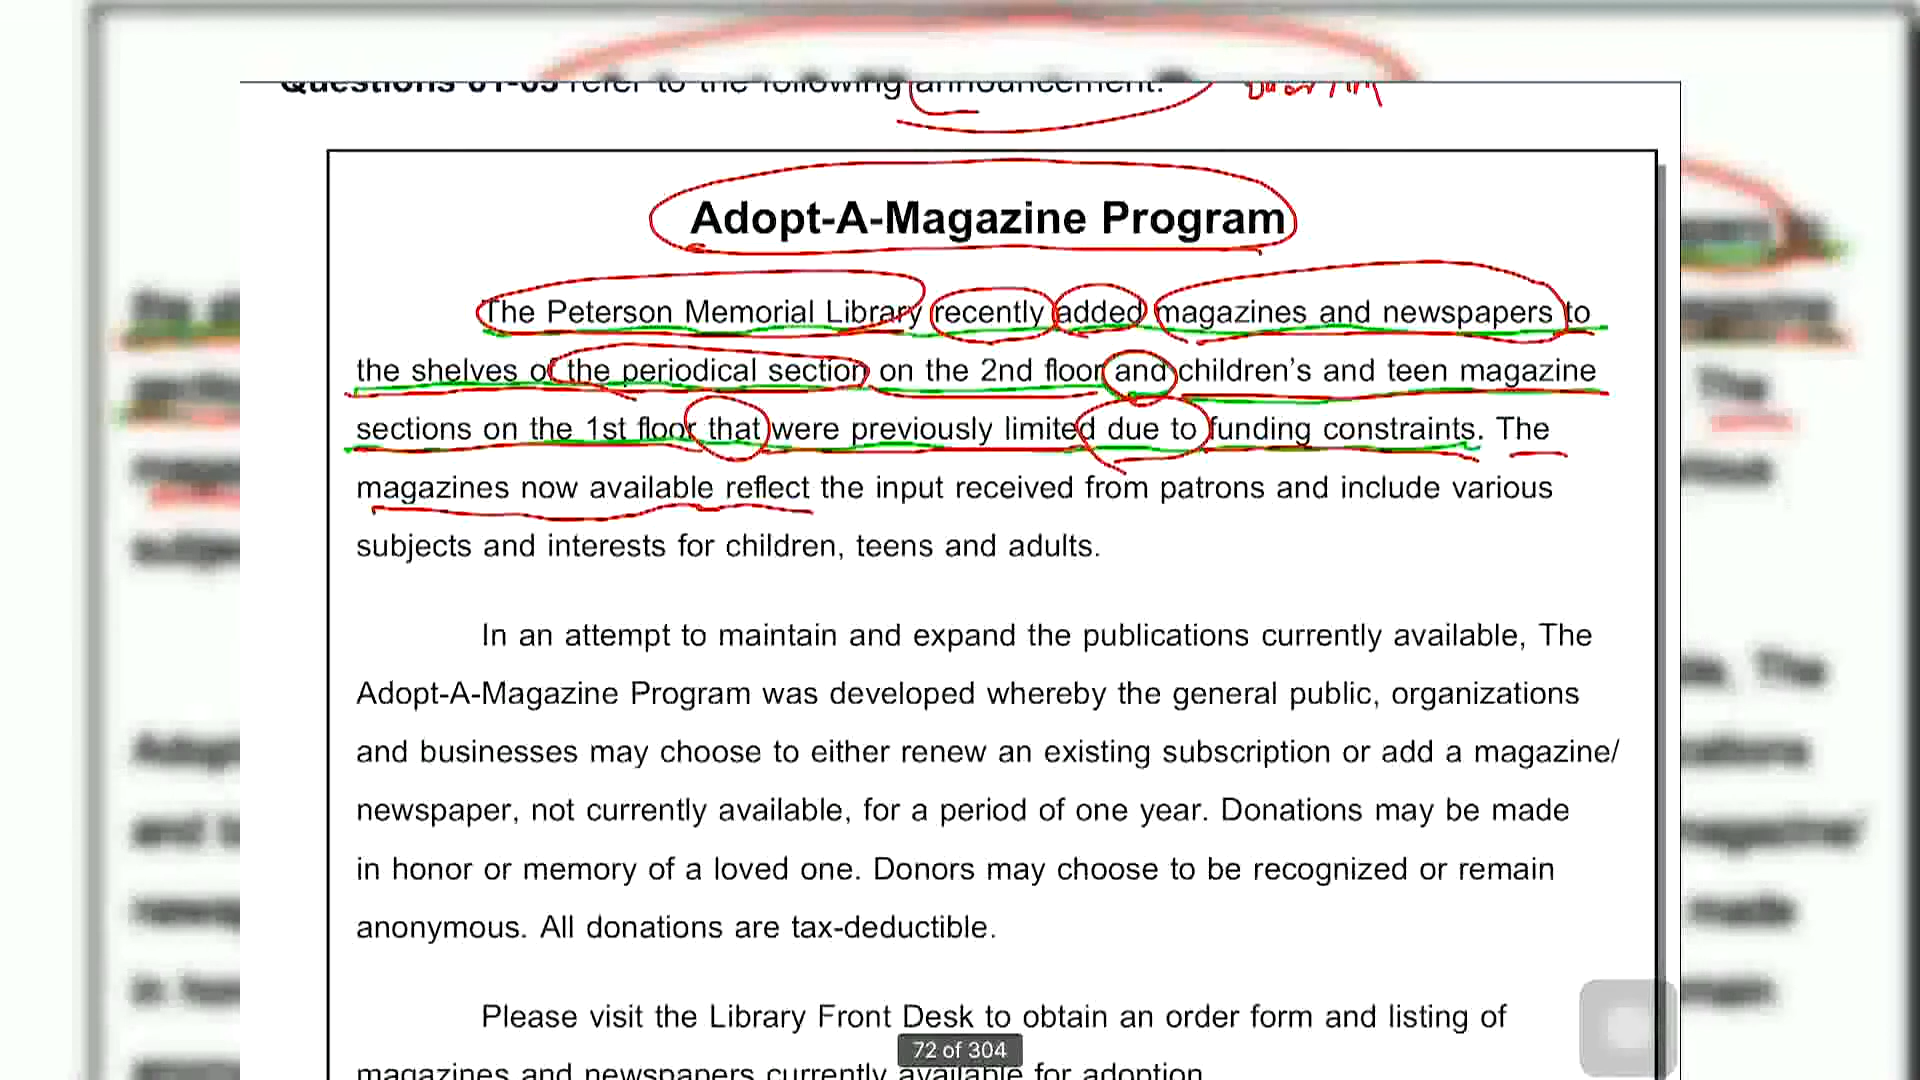 Questions 61-63 refer to the following announcement.
Adopt-A-Magazine Program
The Peterson Memorial Library recently added magazines and newspapers to
the shelves of the periodical section on the 2nd floor and children's and teen magazine
sections on the 1st floor that were previously limited due to funding constraints. The
magazines now available reflect the input received from patrons and include various
subjects and interests for children, teens and adults.
In an attempt to maintain and expand the publications currently available, The
Adopt-A-Magazine Program was developed whereby the general public, organizations
and businesses may choose to either renew an existing subscription or add a magazine/
newspaper, not currently available, for a period of one year. Donations may be made
in honor or memory of a loved one. Donors may choose to be recognized or remain
anonymous. All donations are tax-deductible.
Please visit the Library Front Desk to obtain an order form and listing of
72 of 304
magazines and newspapers currently available for adoption